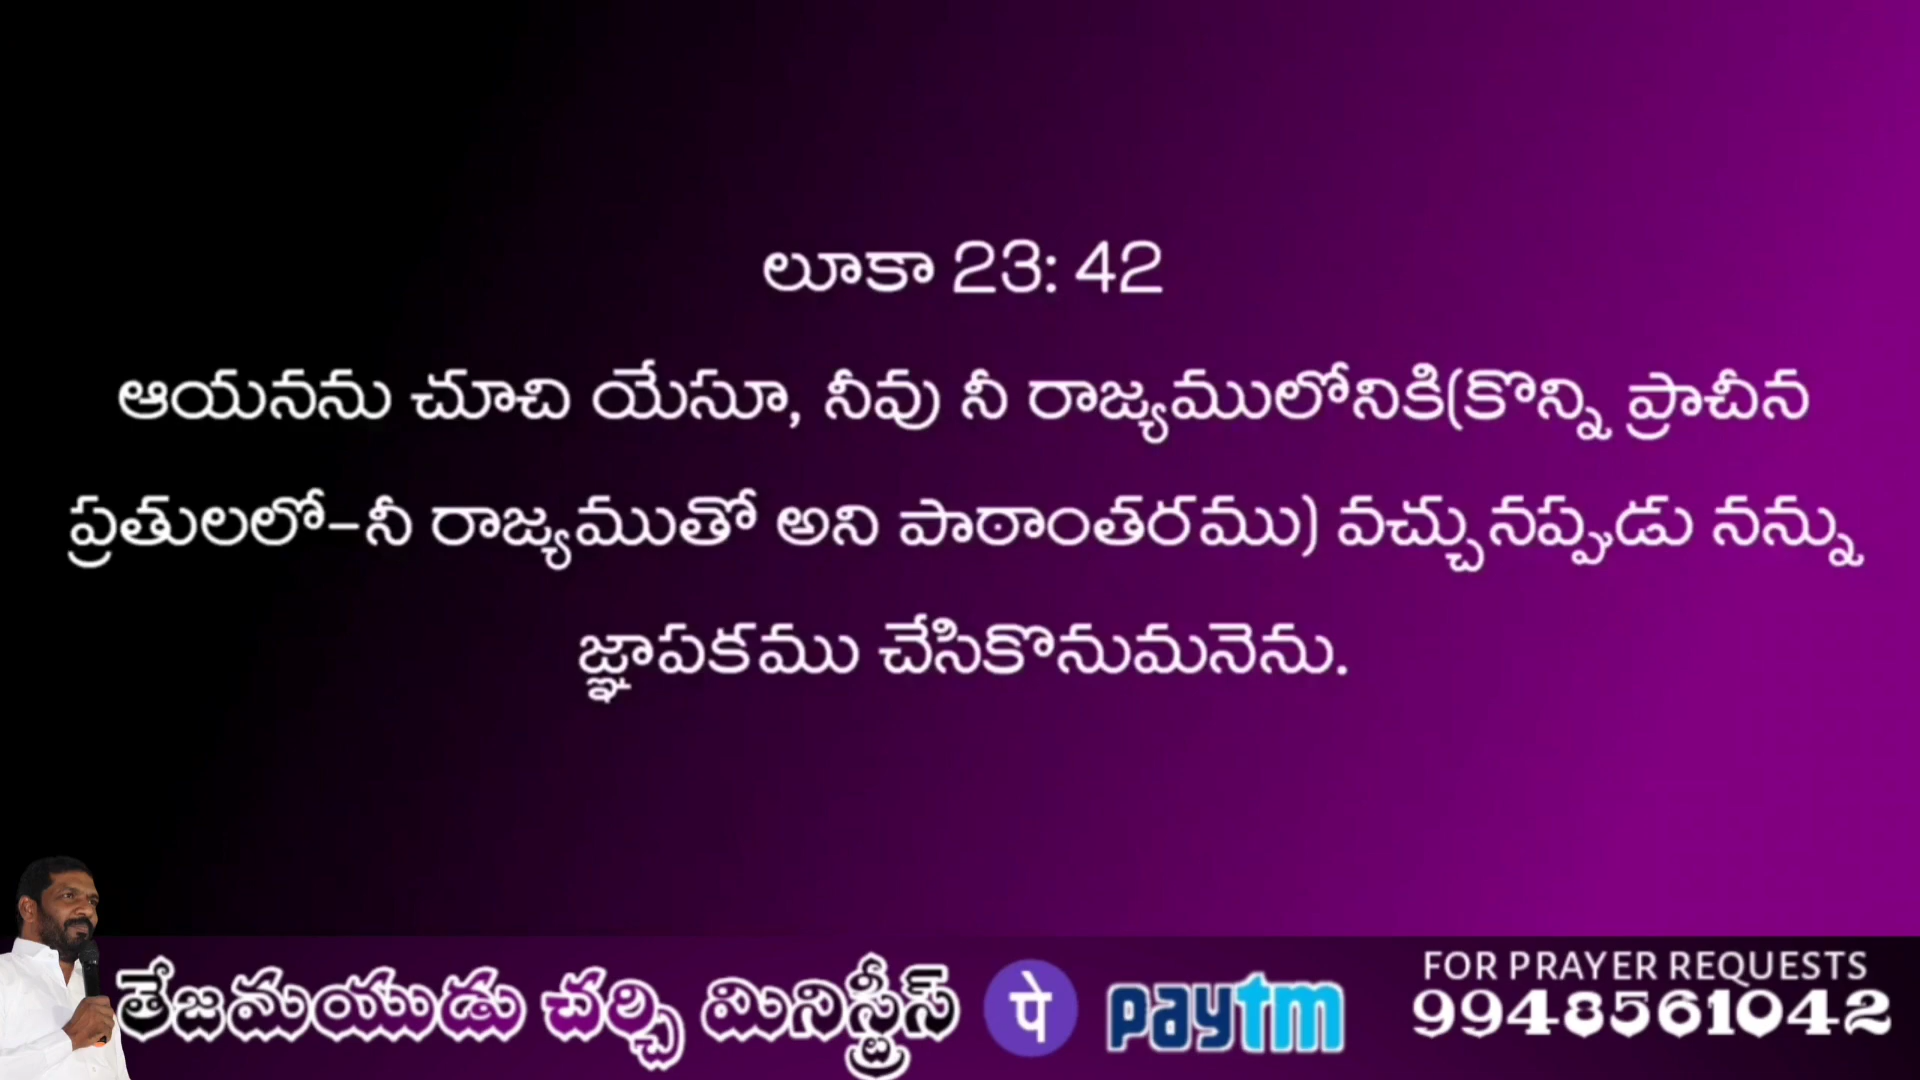 లూకా 23: 42
ఆయనను చూచి యేసూ, నీవు నీ రాజ్యములోనికి(కొన్ని ప్రాచీన
ప్రతులలో-నీ రాజ్యముతో అని పాఠాంతరము) వచ్చునప్పుడు నన్ను
జ్ఞాపకము చేసికొనుమనెను.
తేజమయుడు చర్చి మినిస్ట్రీస్ पे paytm
FOR PRAYER REQUESTS
9948561042